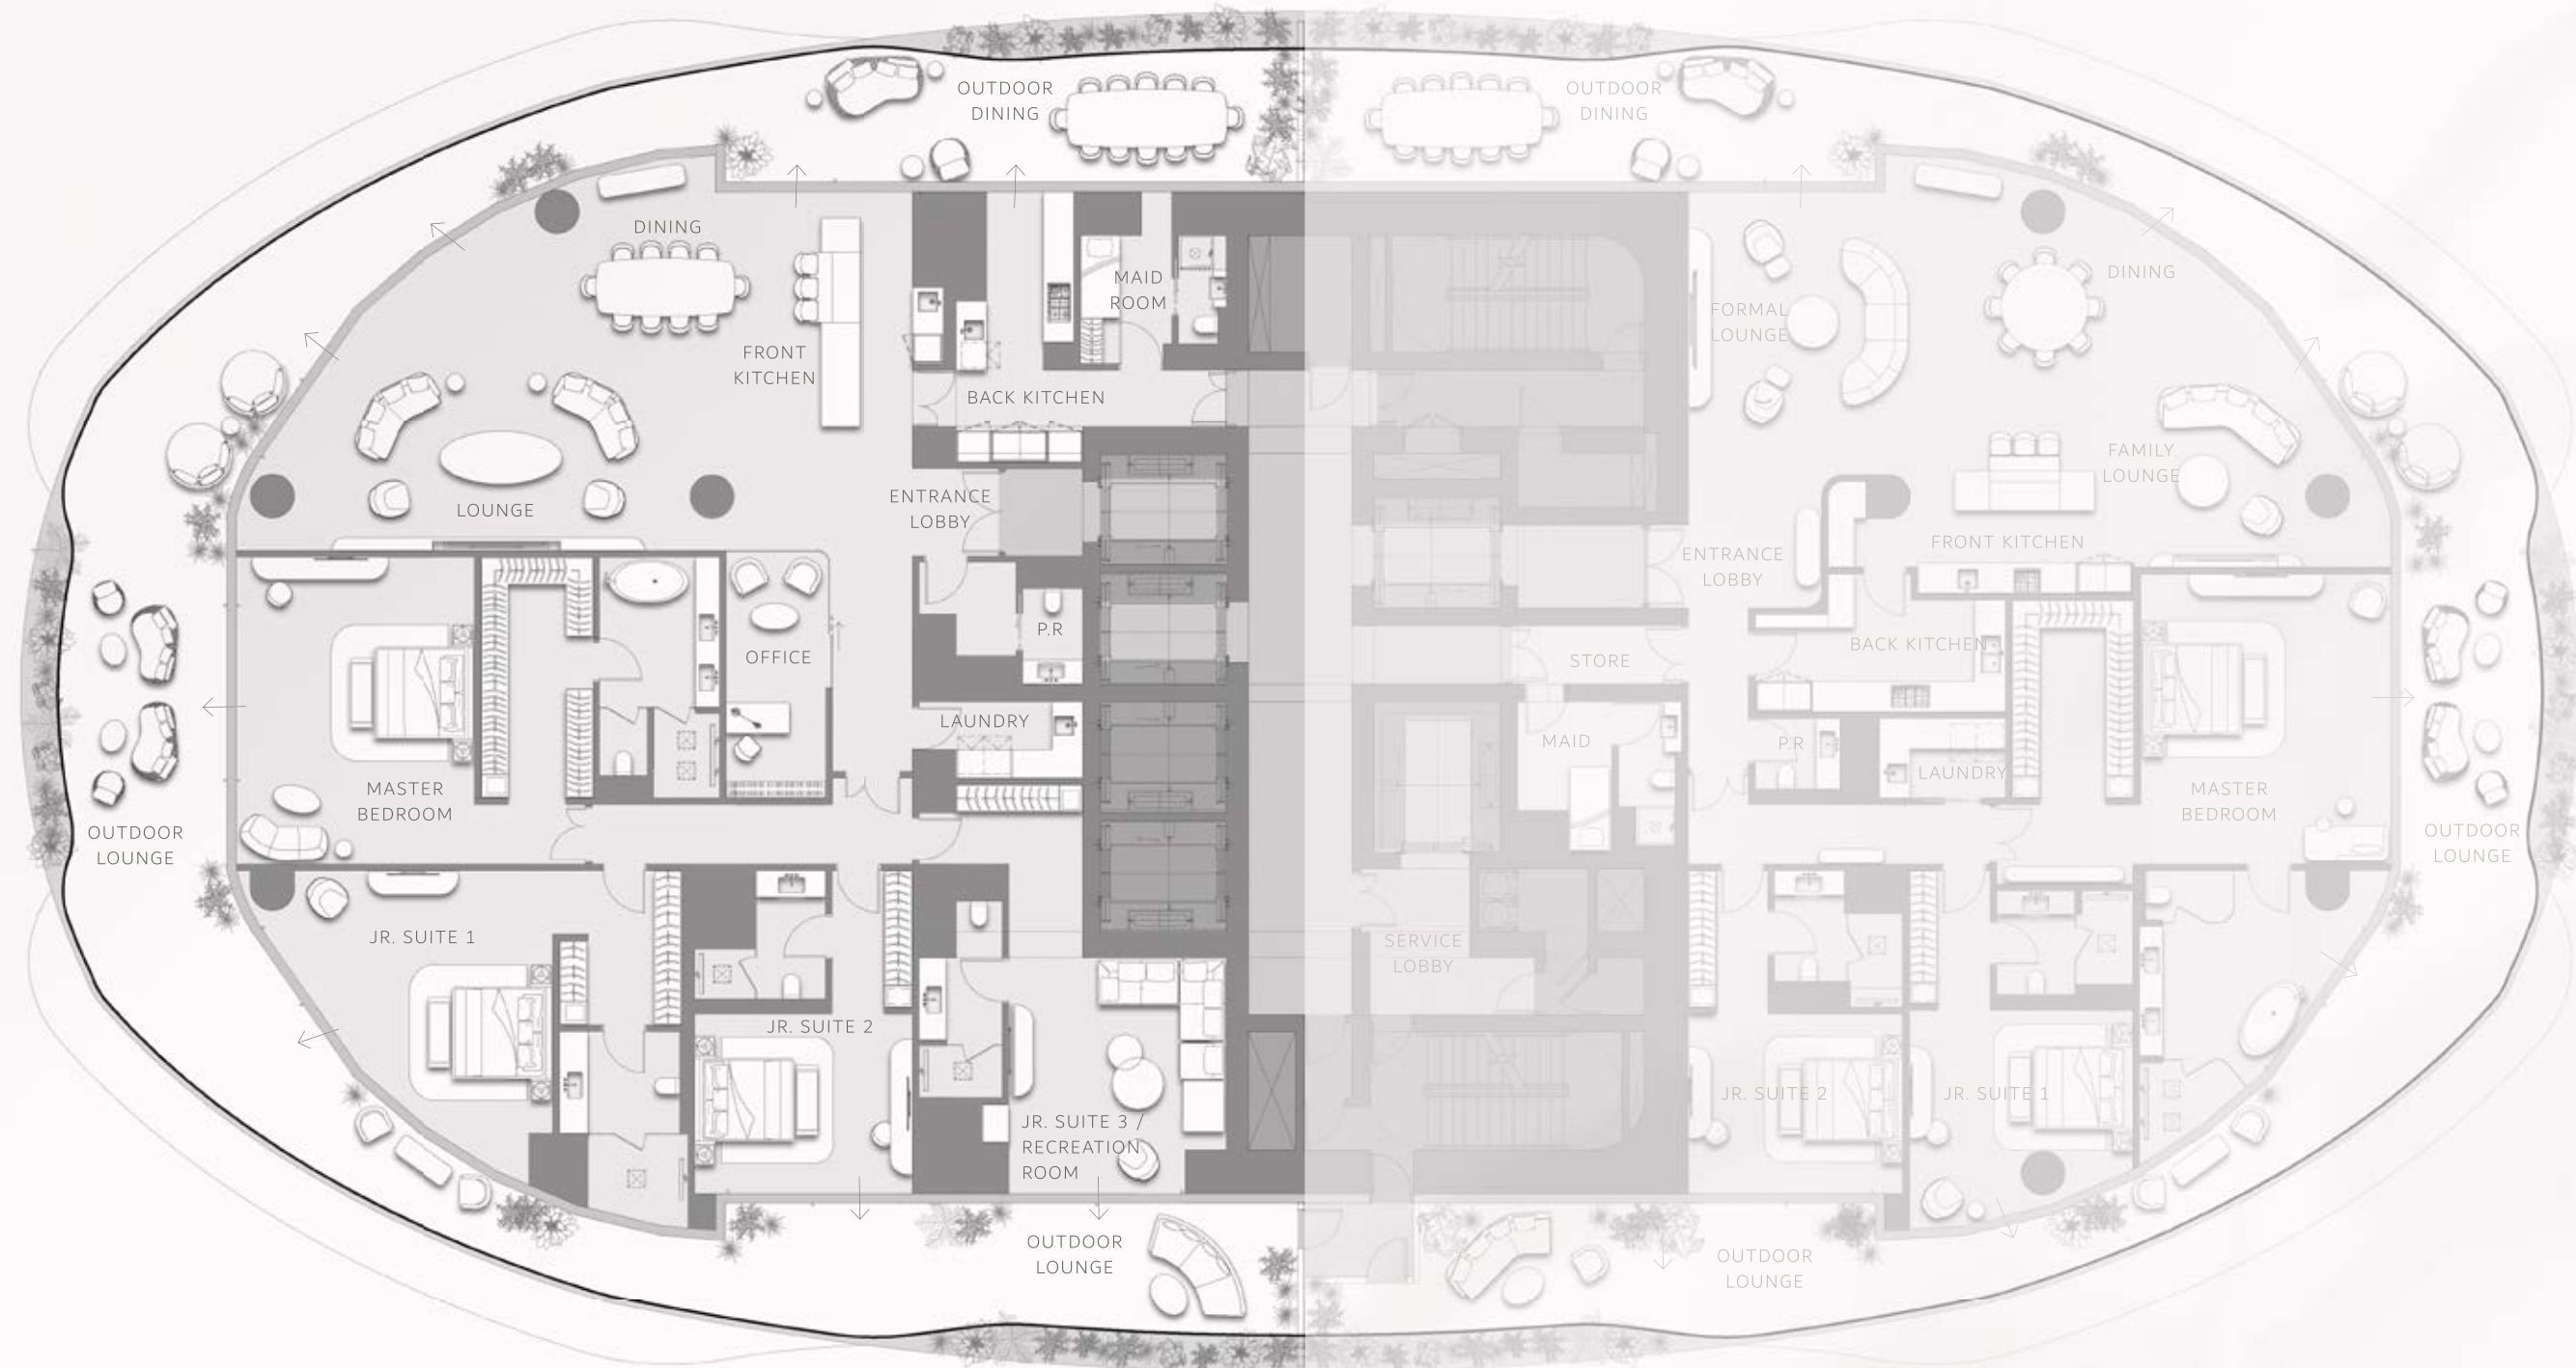 OUTDOOR
DINING
DINING
FRONT
KITCHEN
MAID
ROOM
BACK KITCHEN
LOUNGE
ENTRANCE
LOBBY
P.R
OFFICE
LAUNDRY
MASTER
BEDROOM
OUTDOOR
LOUNGE
JR. SUITE 1
JR. SUITE 2
JR. SUITE 3 /
RECREATION
ROOM
OUTDOOR
LOUNGE
OUTDOOR
DINING
FORMAL
LOUNGE
DINING
FAMILY
LOUNGE
FRONT KITCHEN
ENTRANCE
LOBBY
BACK KITCHEN
STORE
MAID
P.R
LAUNDRY
MASTER
BEDROOM
OUTDOOR
LOUNGE
SERVICE
LOBBY
JR. SUITE 2
JR. SUITE 1
OUTDOOR
LOUNGE